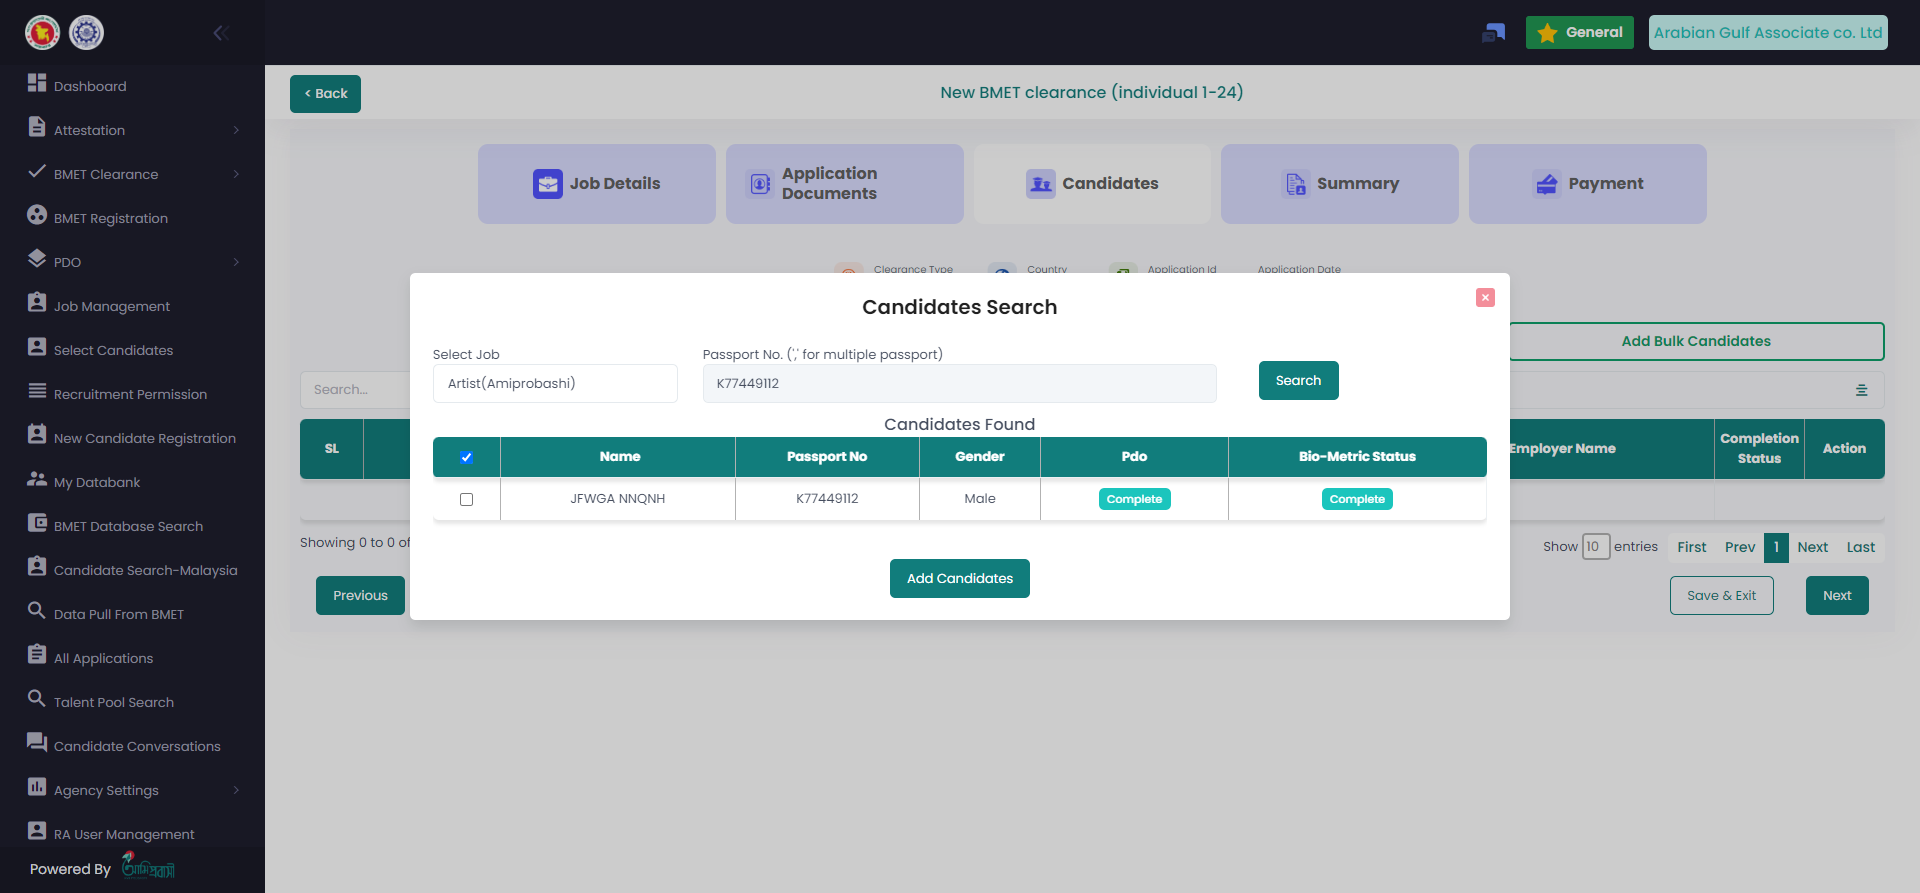 General
Arabian Gulf Associate co. Ltd
Dashboard
Attestation
BMET Clearance
BMET Registration
PDO
Job Management
Select Candidates
Recruitment Permission
New Candidate Registration
My Databank
BMET Database Search
Candidate Search-Malaysia
Data Pull From BMET
All Applications
Talent Pool Search
Candidate Conversations
Agency Settings
RA User Management
Powered By
আমি প্রবাসী
< Back
New BMET clearance (individual 1-24)
Job Details
Application
Documents
Candidates
Summary
Payment
Clearance Type
Country
Application Id
Application Date
Candidates Search
×
Select Job
Artist(Amiprobashi)
Passport No. (',' for multiple passport)
K77449112
Search
Candidates Found
Name
Passport No
Gender
Pdo
Bio-Metric Status
JFWGA NNQNH
K77449112
Male
Complete
Complete
Add Candidates
Add Bulk Candidates
Search...
SL
Employer Name
Completion
Status
Action
Showing 0 to 0 of
Show 10 entries
First
Prev
1
Next
Last
Previous
Save & Exit
Next